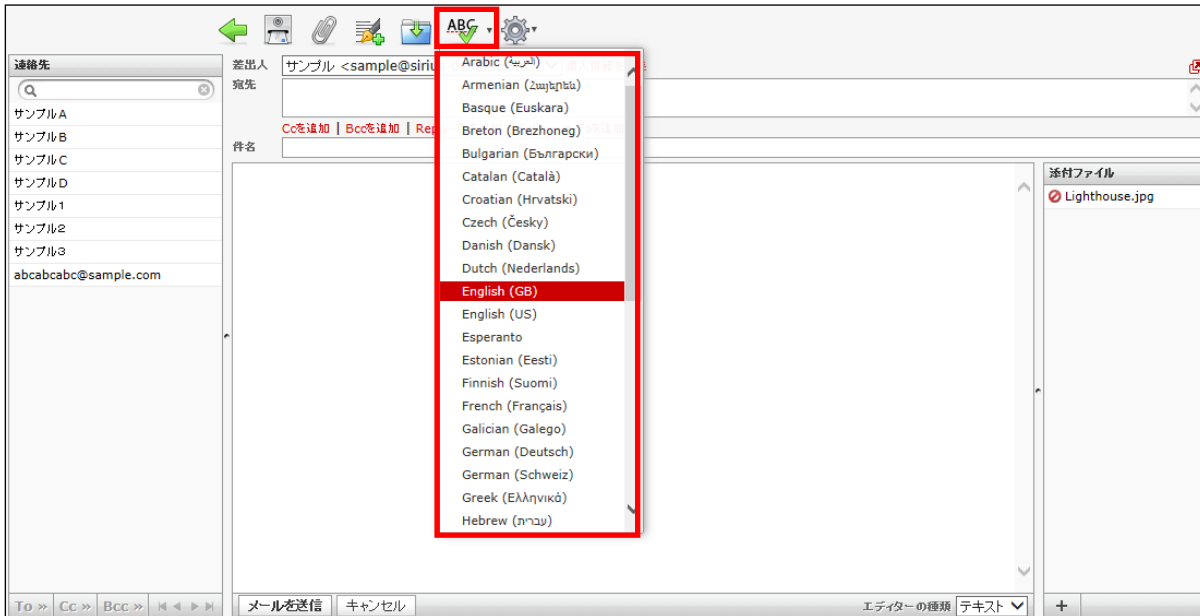 ABC
連絡先
サンプルA
サンプルB
サンプルC
サンプルD
サンプル1
サンプル2
サンプル3
abcabcabc@sample.com
To » Cc » Bcc »
差出人 サンプル <sample@siriu
宛先
Ccを追加 | Bccを追加 | Rep
件名
Arabic (العربية)
Armenian (Հայերեն)
Basque (Euskara)
Breton (Brezhoneg)
Bulgarian (Български)
Catalan (Català)
Croatian (Hrvatski)
Czech (Česky)
Danish (Dansk)
Dutch (Nederlands)
English (GB)
English (US)
Esperanto
Estonian (Eesti)
Finnish (Suomi)
French (Français)
Galician (Galego)
German (Deutsch)
German (Schweiz)
Greek (Ελληνικά)
Hebrew (עברית)
添付ファイル
Lighthouse.jpg
メールを送信 キャンセル
エディターの種類 テキスト
+